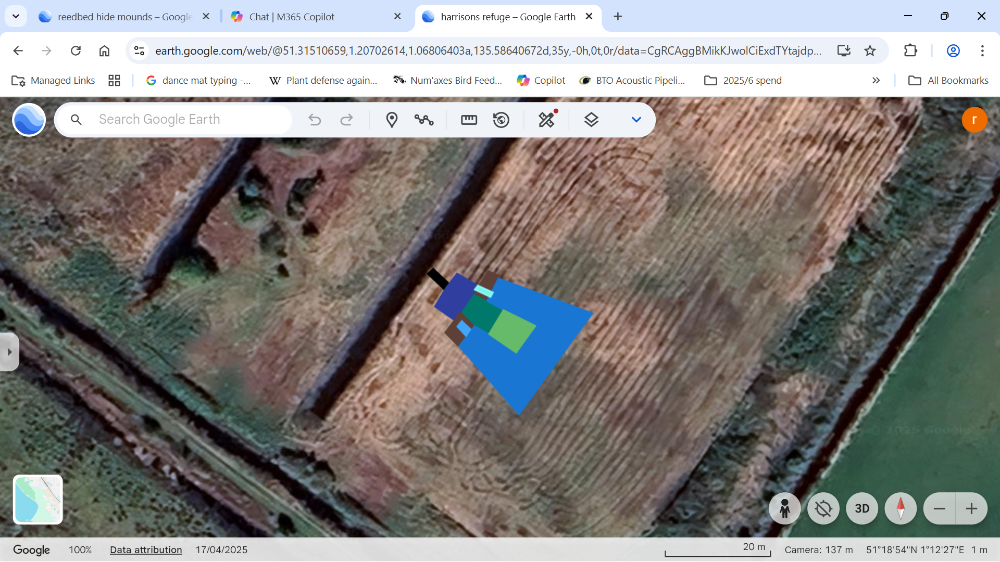 reedbed hide mounds – Google
Chat | M365 Copilot
harrisons refuge – Google Earth
earth.google.com/web/@51.31510659,1.20702614,1.06806403a,135.58640672d,35y,-0h,0t,0r/data=CgRCAggBMikKJwolCiExdTYtajdp...
Managed Links
dance mat typing -...
Plant defense again...
Num'axes Bird Feed...
Copilot
BTO Acoustic Pipeli...
2025/6 spend
All Bookmarks
Search Google Earth
r
© 2025 Google
3D
Google
100%
Data attribution
17/04/2025
20 m
Camera: 137 m
51°18'54"N 1°12'27"E
1 m